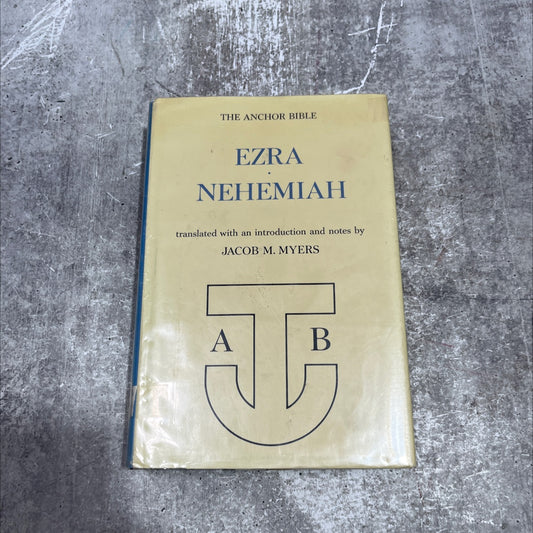 THE ANCHOR BIBLE
EZRA
·
NEHEMIAH
translated with an introduction and notes by
JACOB M. MYERS
A B